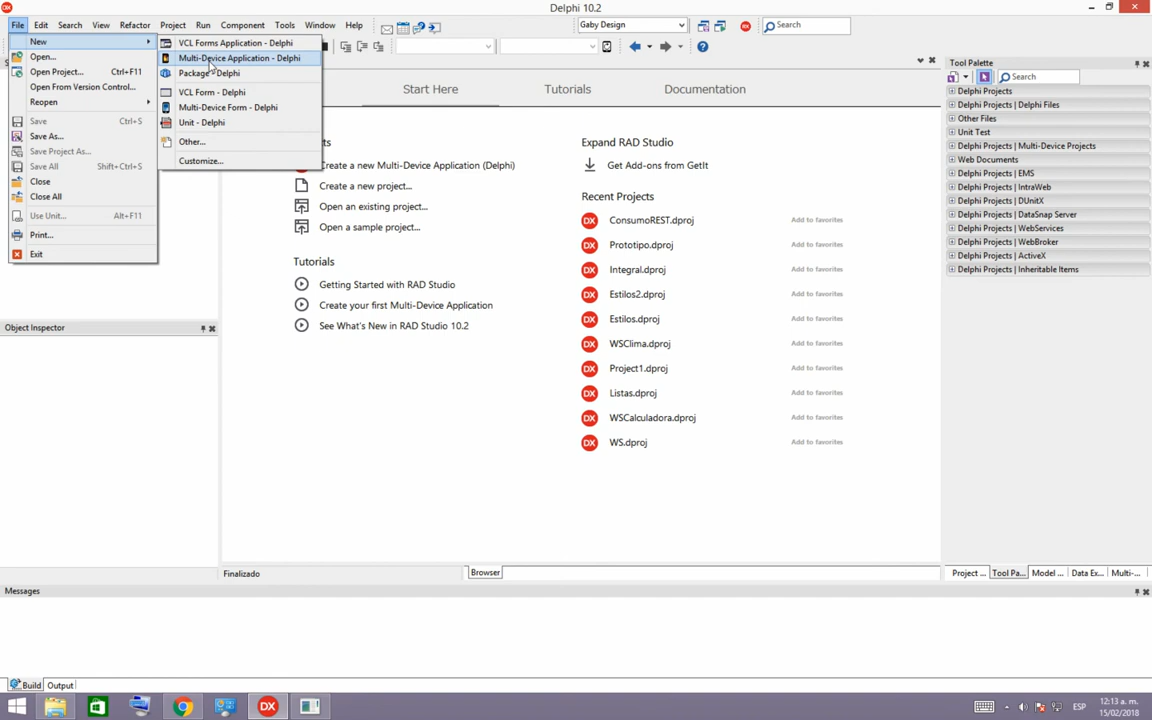 Delphi 10.2
File Edit Search View Refactor Project Run Component Tools Window Help
Gaby Design
Search
New
Open...
Open Project... Ctrl+F11
Open From Version Control...
Reopen
Save Ctrl+S
Save As...
Save Project As...
Save All Shift+Ctrl+S
Close
Close All
Use Unit... Alt+F11
Print...
Exit
VCL Forms Application - Delphi
Multi-Device Application - Delphi
Package - Delphi
VCL Form - Delphi
Multi-Device Form - Delphi
Unit - Delphi
Other...
Customize...
Start Here Tutorials Documentation
Create a new Multi-Device Application (Delphi)
Create a new project...
Open an existing project...
Open a sample project...
Tutorials
Getting Started with RAD Studio
Create your first Multi-Device Application
See What's New in RAD Studio 10.2
Expand RAD Studio
Get Add-ons from GetIt
Recent Projects
ConsumoREST.dproj Add to favorites
Prototipo.dproj Add to favorites
Integral.dproj Add to favorites
Estilos2.dproj Add to favorites
Estilos.dproj Add to favorites
WSClima.dproj Add to favorites
Project1.dproj Add to favorites
Listas.dproj Add to favorites
WSCalculadora.dproj Add to favorites
WS.dproj Add to favorites
Tool Palette
Search
Delphi Projects
Delphi Projects | Delphi Files
Other Files
Unit Test
Delphi Projects | Multi-Device Projects
Web Documents
Delphi Projects | EMS
Delphi Projects | IntraWeb
Delphi Projects | DUnitX
Delphi Projects | DataSnap Server
Delphi Projects | WebServices
Delphi Projects | WebBroker
Delphi Projects | ActiveX
Delphi Projects | Inheritable Items
Object Inspector
Finalizado
Browser
Project ... Tool Pa... Model ... Data Ex... Multi-...
Messages
Build Output
ESP
12:13 a. m.
15/02/2018